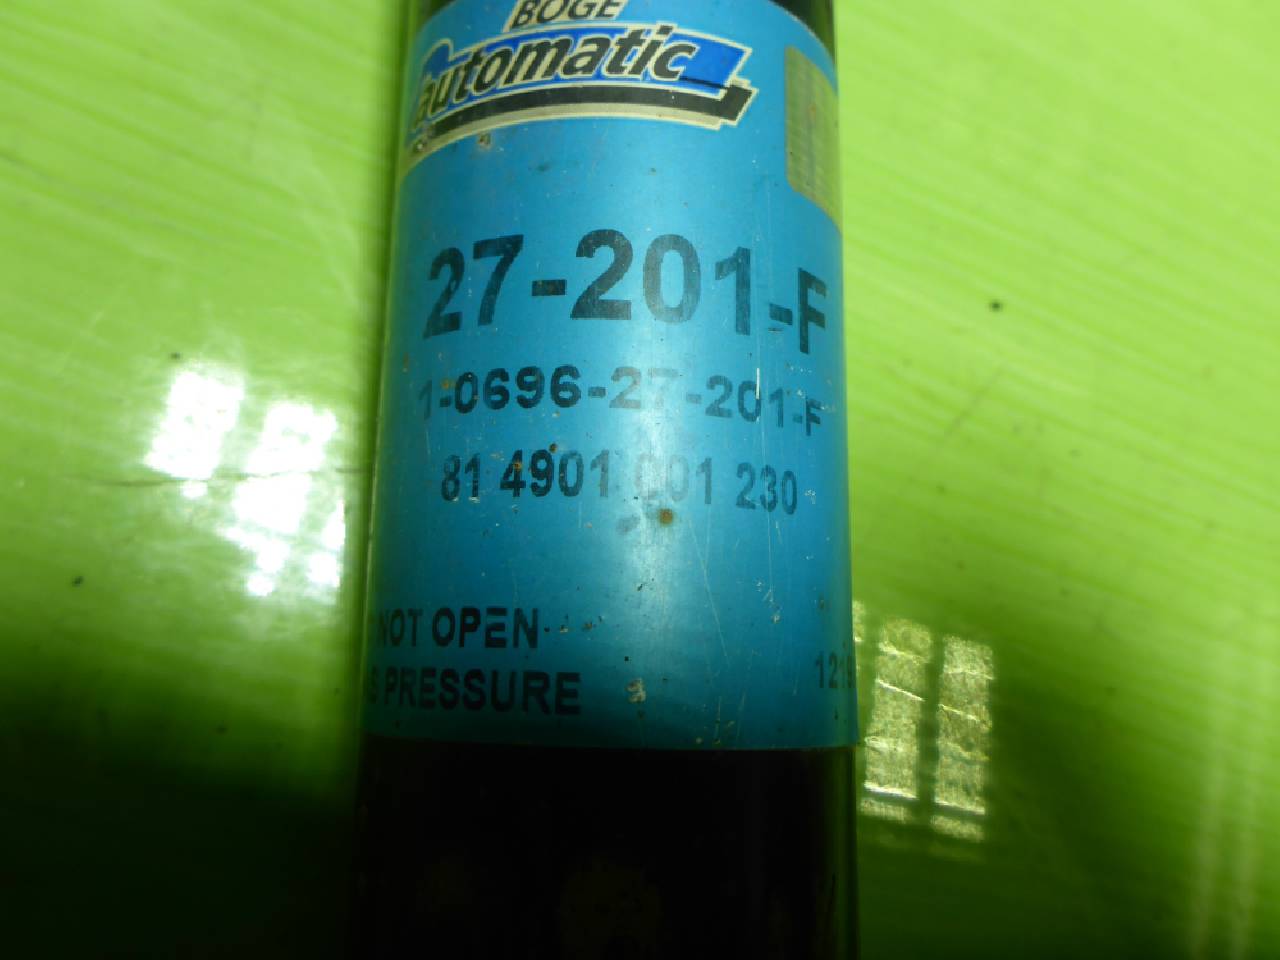 BOGE
automatic
27-201-F
1-0696-27-201-F
81 4901 001 230
NOT OPEN
PRESSURE